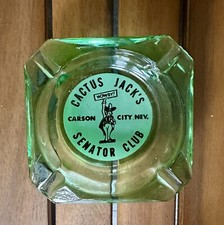 CACTUS JACK'S
HOWDY!
CARSON CITY NEV.
SENATOR CLUB